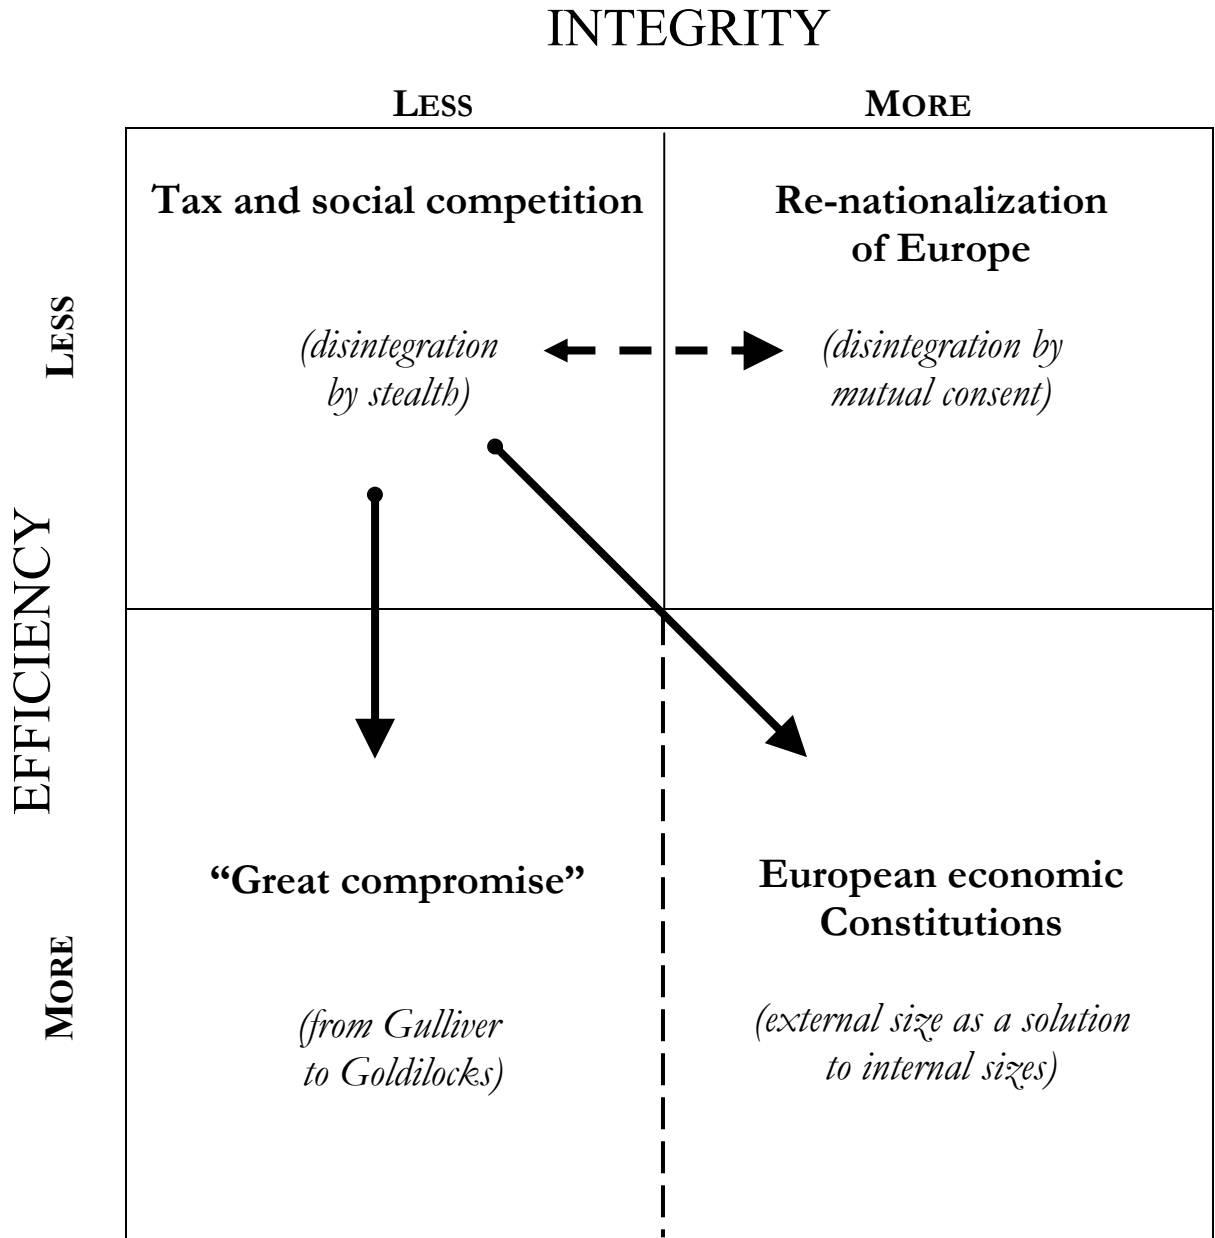 INTEGRITY
LESS
MORE
Tax and social competition
Re-nationalization
of Europe
LESS
(disintegration
by stealth)
(disintegration by
mutual consent)
EFFICIENCY
“Great compromise”
European economic
Constitutions
MORE
(from Gulliver
to Goldilocks)
(external size as a solution
to internal sizes)